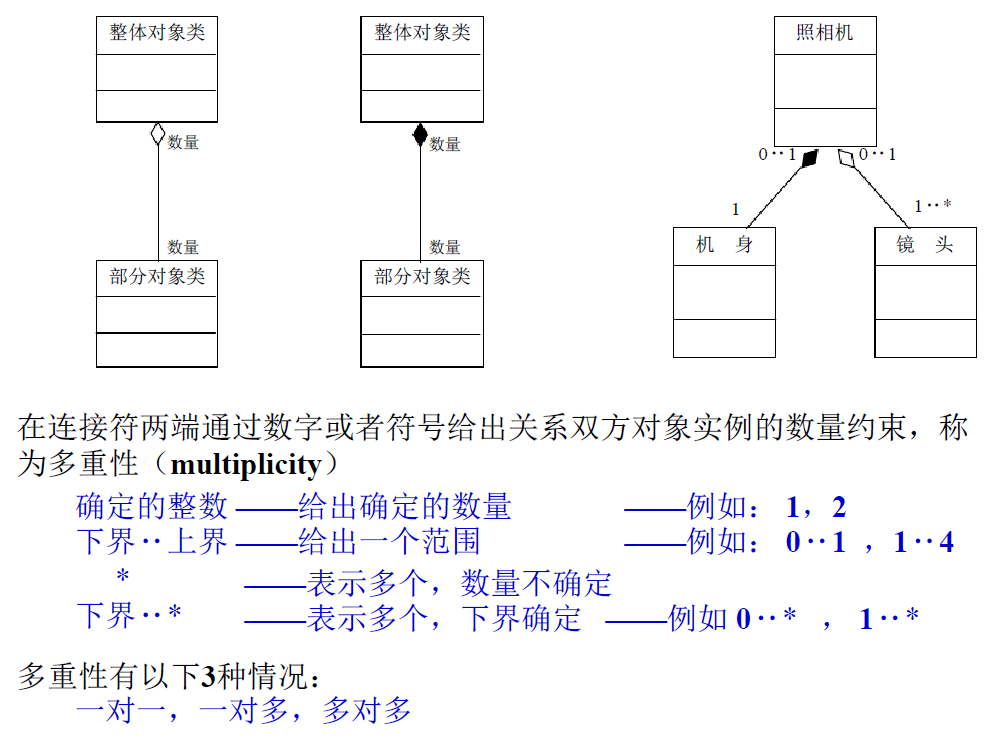 整体对象类
数量
数量
部分对象类
整体对象类
数量
数量
部分对象类
照相机
0··1
0··1
1
1··*
机 身
镜 头
在连接符两端通过数字或者符号给出关系双方对象实例的数量约束，称
为多重性（multiplicity）
确定的整数 ——给出确定的数量 ——例如： 1，2
下界··上界 ——给出一个范围 ——例如： 0··1 ，1··4
* ——表示多个，数量不确定
下界··* ——表示多个，下界确定 ——例如 0··* ， 1··*
多重性有以下3种情况：
一对一，一对多，多对多